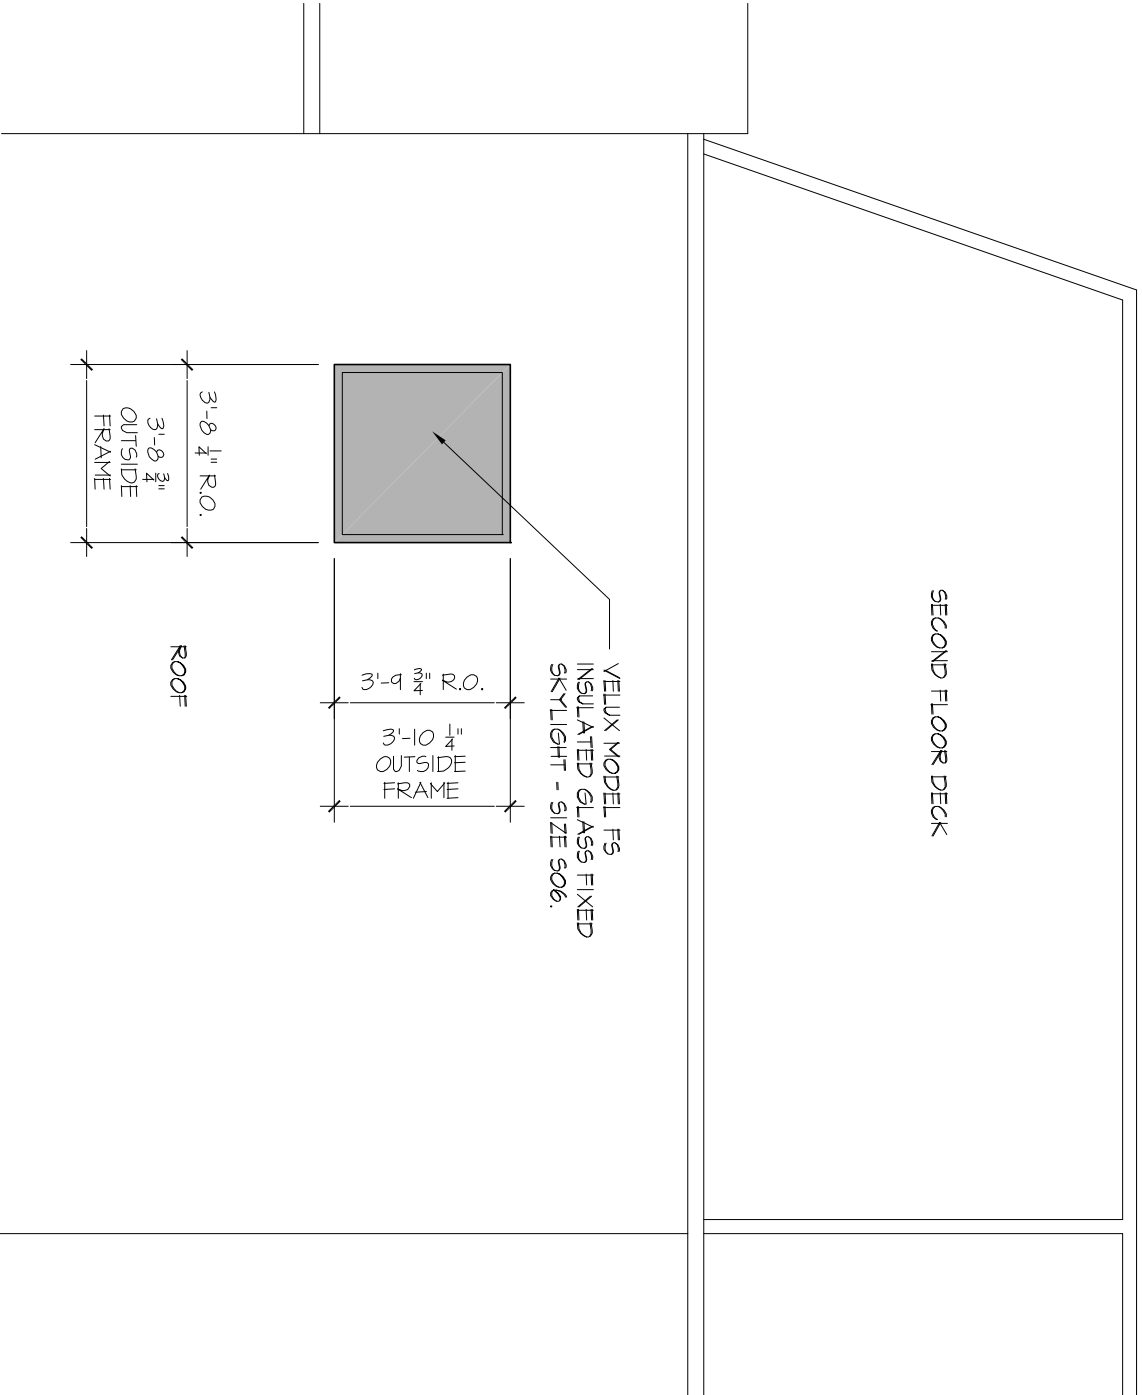 SECOND FLOOR DECK
VELUX MODEL FS
INSULATED GLASS FIXED
SKYLIGHT - SIZE S06.
3'-8 1/4" R.O.
3'-8 3/4"
OUTSIDE
FRAME
ROOF
3'-9 3/4" R.O.
3'-10 1/4"
OUTSIDE
FRAME